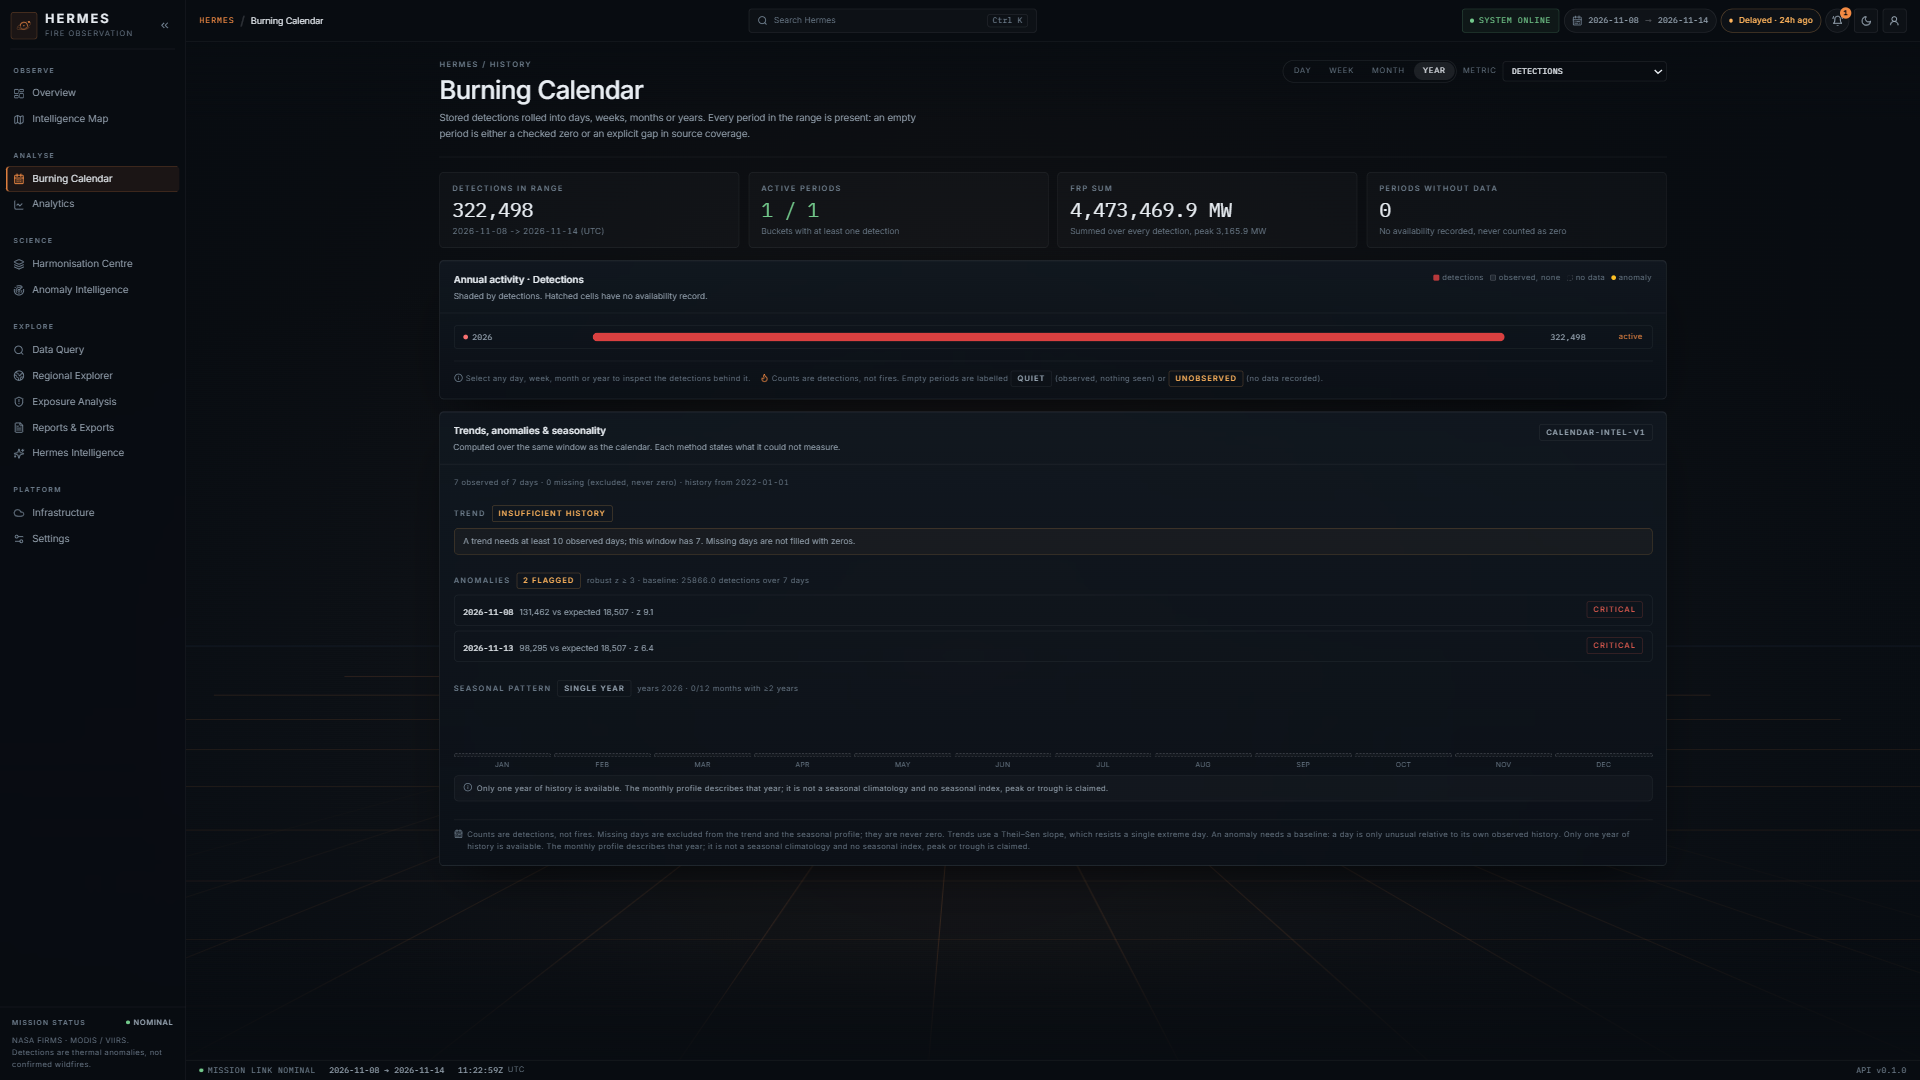 HERMES
FIRE OBSERVATION
OBSERVE
Overview
Intelligence Map
ANALYSE
Burning Calendar
Analytics
SCIENCE
Harmonisation Centre
Anomaly Intelligence
EXPLORE
Data Query
Regional Explorer
Exposure Analysis
Reports & Exports
Hermes Intelligence
PLATFORM
Infrastructure
Settings
MISSION STATUS NOMINAL
NASA FIRMS · MODIS / VIIRS.
Detections are thermal anomalies, not
confirmed wildfires.
HERMES / Burning Calendar
Search Hermes Ctrl K
SYSTEM ONLINE
2026-11-08 → 2026-11-14
Delayed · 24h ago
1
HERMES / HISTORY
Burning Calendar
Stored detections rolled into days, weeks, months or years. Every period in the range is present: an empty
period is either a checked zero or an explicit gap in source coverage.
DAY WEEK MONTH YEAR METRIC DETECTIONS
DETECTIONS IN RANGE
322,498
2026-11-08 -> 2026-11-14 (UTC)
ACTIVE PERIODS
1 / 1
Buckets with at least one detection
FRP SUM
4,473,469.9 MW
Summed over every detection, peak 3,165.9 MW
PERIODS WITHOUT DATA
0
No availability recorded, never counted as zero
Annual activity · Detections
Shaded by detections. Hatched cells have no availability record.
detections observed, none no data anomaly
2026 322,498 active
Select any day, week, month or year to inspect the detections behind it. Counts are detections, not fires. Empty periods are labelled QUIET (observed, nothing seen) or UNOBSERVED (no data recorded).
Trends, anomalies & seasonality
Computed over the same window as the calendar. Each method states what it could not measure.
CALENDAR-INTEL-V1
7 observed of 7 days · 0 missing (excluded, never zero) · history from 2022-01-01
TREND INSUFFICIENT HISTORY
A trend needs at least 10 observed days; this window has 7. Missing days are not filled with zeros.
ANOMALIES 2 FLAGGED robust z ≥ 3 · baseline: 25866.0 detections over 7 days
2026-11-08 131,462 vs expected 18,507 · z 9.1 CRITICAL
2026-11-13 98,295 vs expected 18,507 · z 6.4 CRITICAL
SEASONAL PATTERN SINGLE YEAR years 2026 · 0/12 months with ≥2 years
JAN FEB MAR APR MAY JUN JUL AUG SEP OCT NOV DEC
Only one year of history is available. The monthly profile describes that year; it is not a seasonal climatology and no seasonal index, peak or trough is claimed.
Counts are detections, not fires. Missing days are excluded from the trend and the seasonal profile; they are never zero. Trends use a Theil–Sen slope, which resists a single extreme day. An anomaly needs a baseline: a day is only unusual relative to its own observed history. Only one year of
history is available. The monthly profile describes that year; it is not a seasonal climatology and no seasonal index, peak or trough is claimed.
MISSION LINK NOMINAL 2026-11-08 → 2026-11-14 11:22:59Z UTC
API v0.1.0